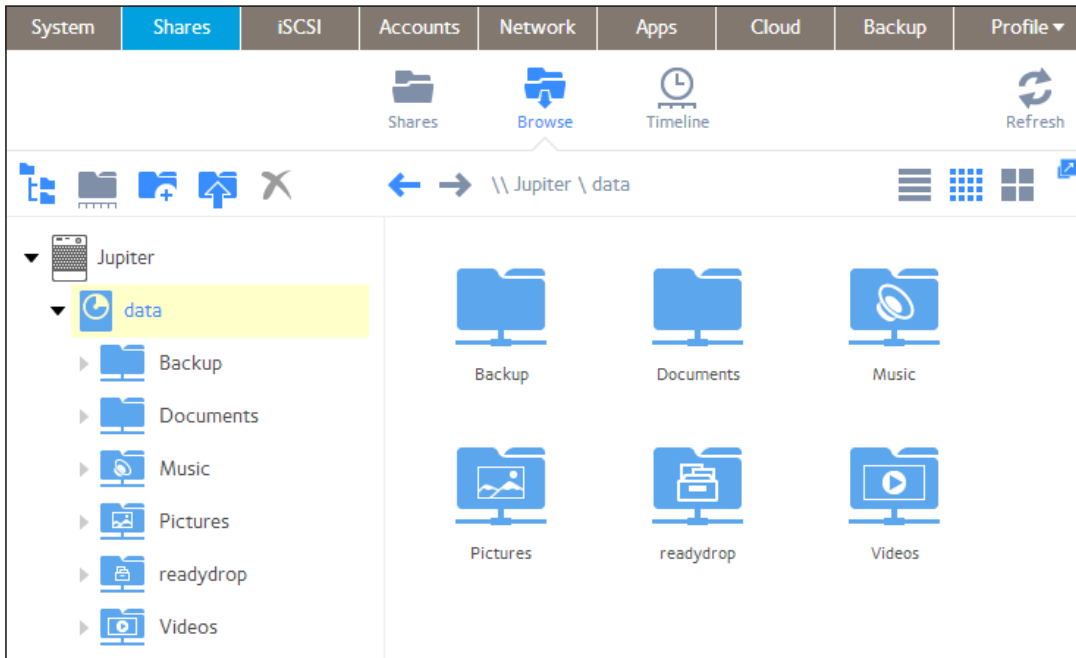 System Shares iSCSI Accounts Network Apps Cloud Backup Profile
Shares Browse Timeline Refresh
\\ Jupiter \ data
Jupiter
data
Backup
Documents
Music
Pictures
readydrop
Videos
Backup Documents Music
Pictures readydrop Videos